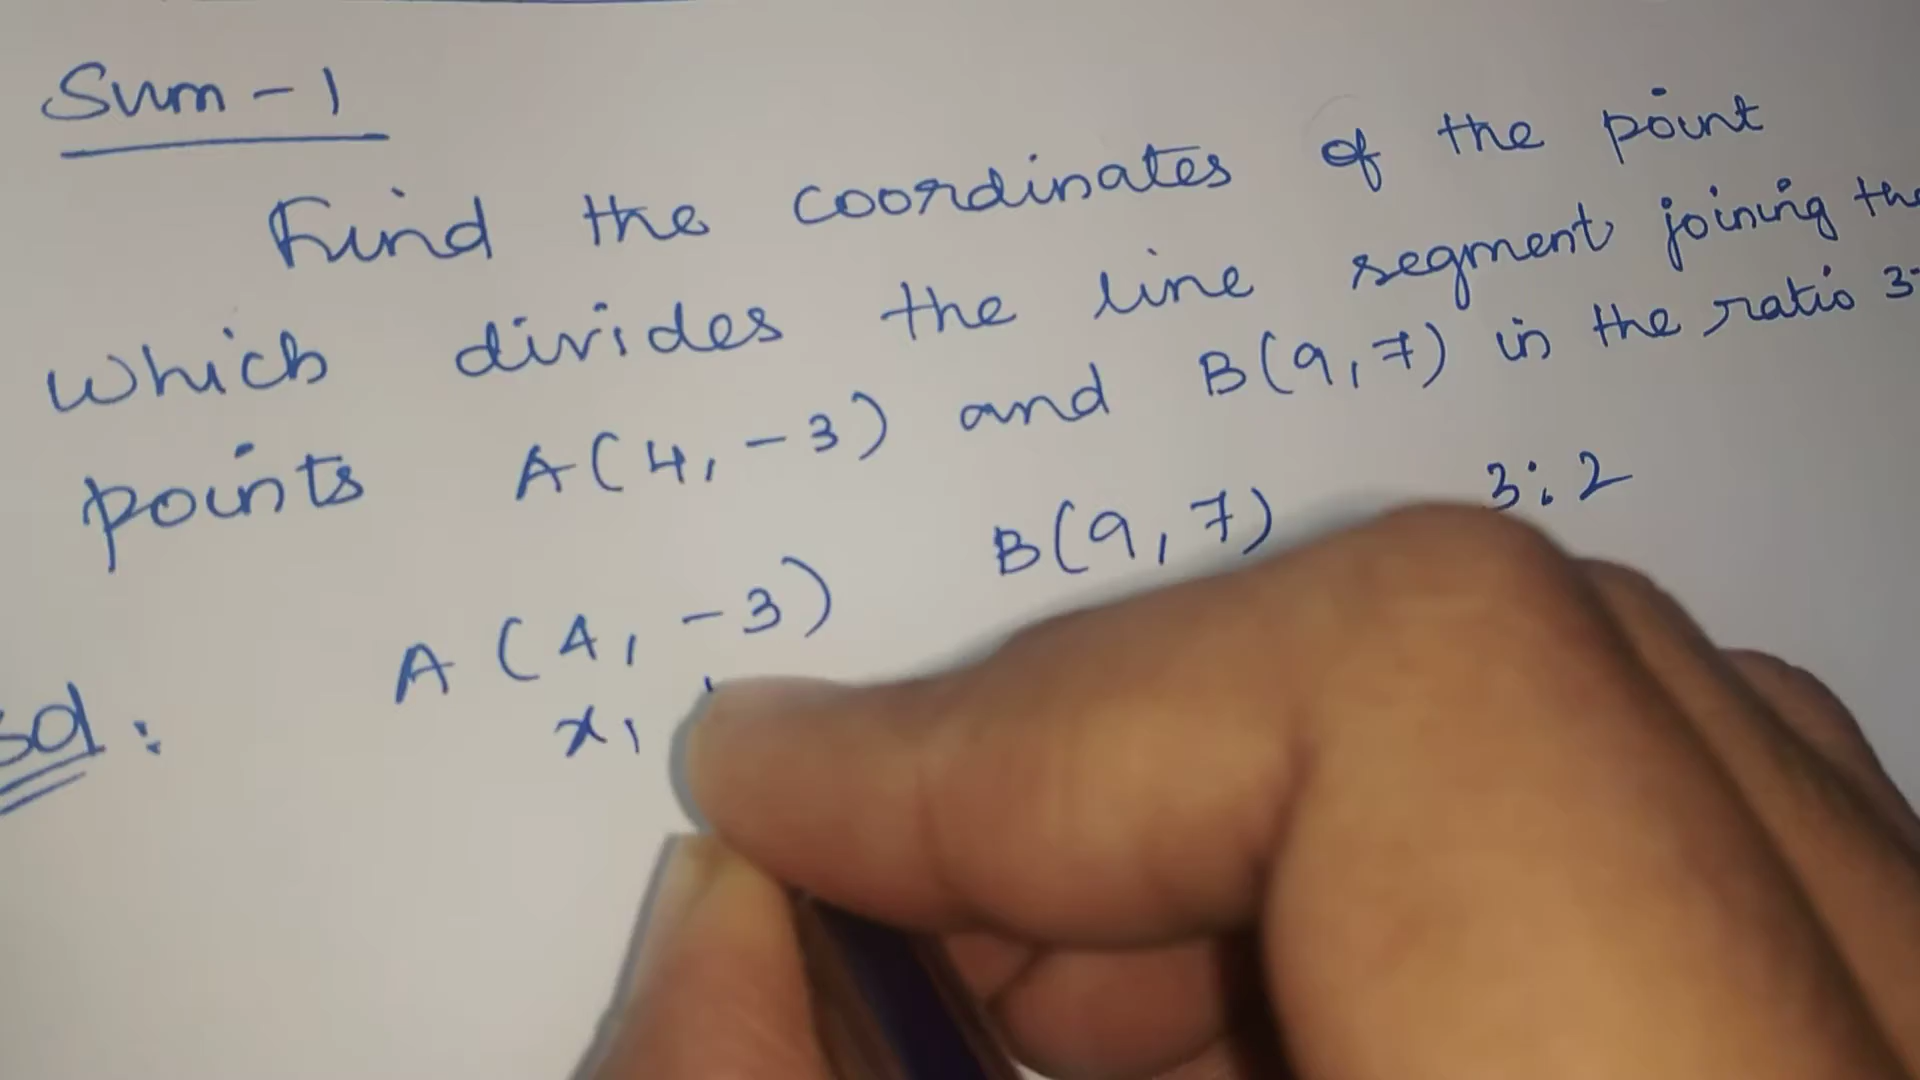 Sum-1
Find the coordinates of the point
which divides the line segment joining the
points A(4, -3) and B(9,7) in the ratio 3:
A (4, -3) B(9,7) 3:2
sol :
x1